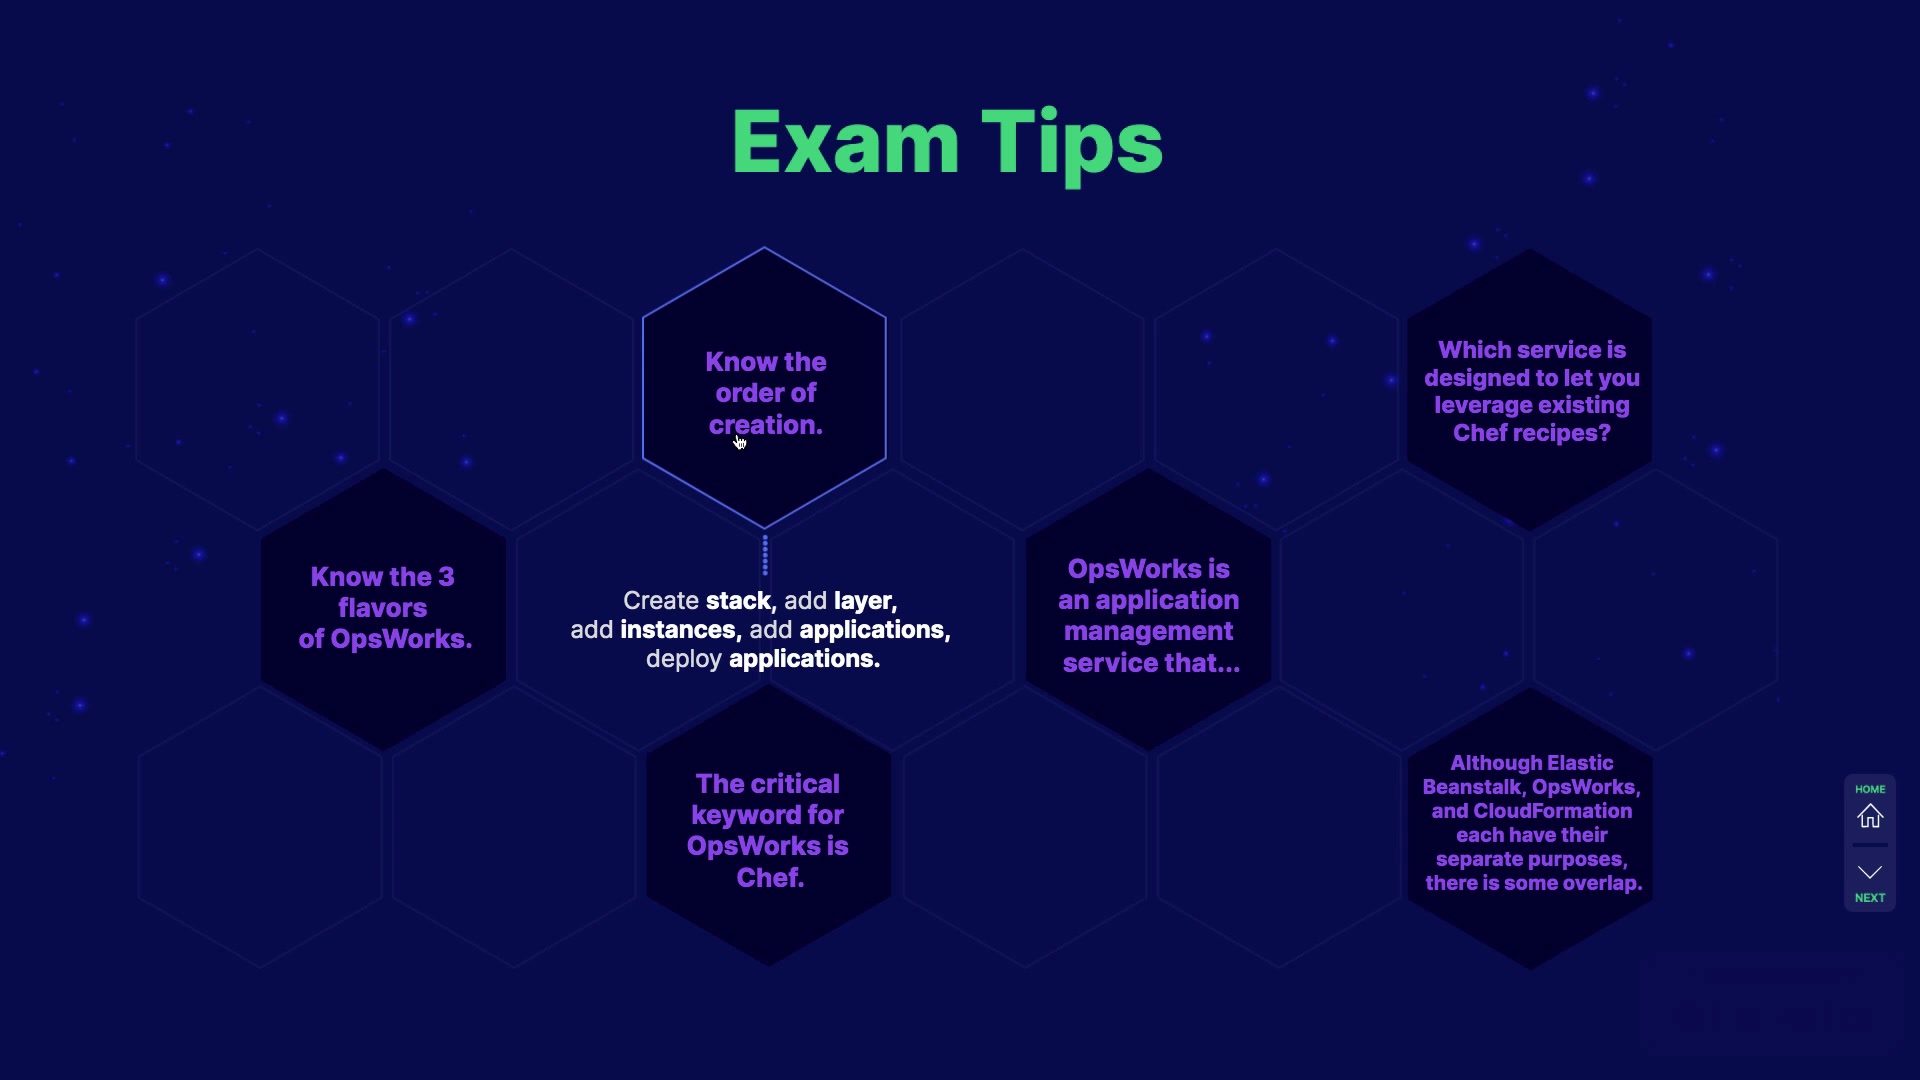 Exam Tips
Know the
order of
creation.
Which service is
designed to let you
leverage existing
Chef recipes?
Know the 3
flavors
of OpsWorks.
Create stack, add layer,
add instances, add applications,
deploy applications.
OpsWorks is
an application
management
service that...
The critical
keyword for
OpsWorks is
Chef.
Although Elastic
Beanstalk, OpsWorks,
and CloudFormation
each have their
separate purposes,
there is some overlap.
HOME
NEXT